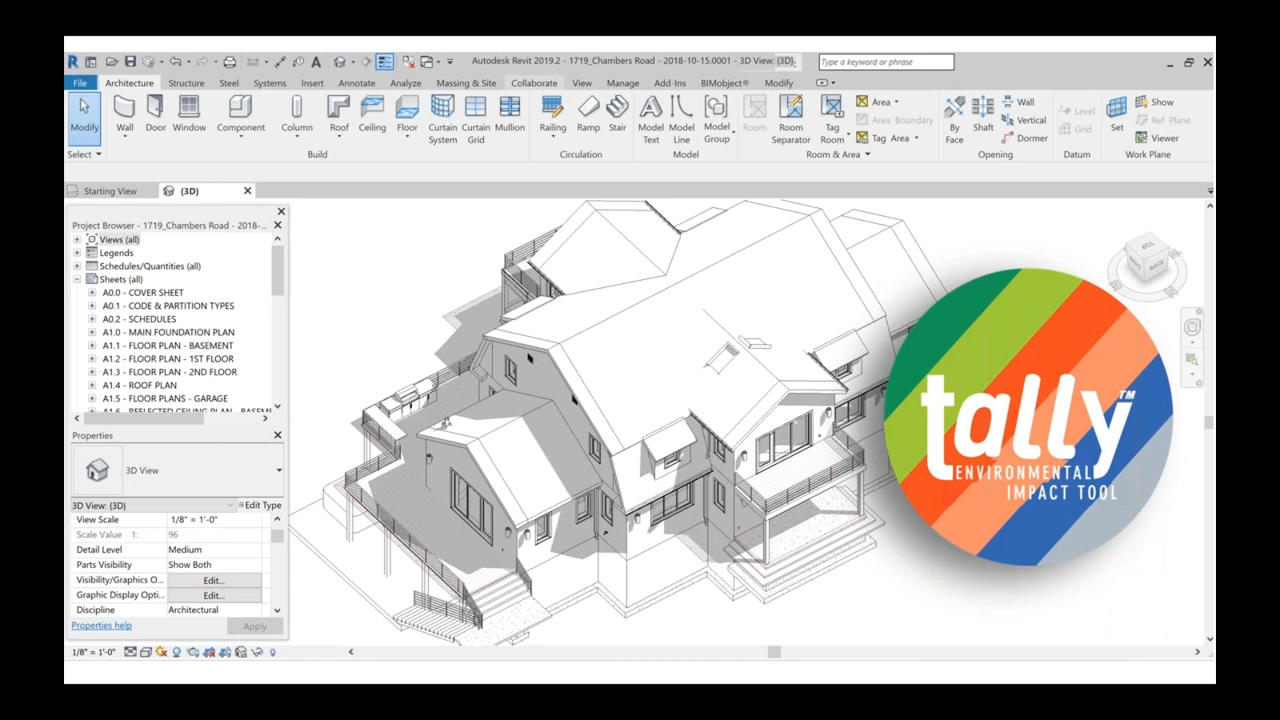 Autodesk Revit 2019.2 - 1719_Chambers Road - 2018-10-15.0001 - 3D View: {3D}
Type a keyword or phrase
File Architecture Structure Steel Systems Insert Annotate Analyze Massing & Site Collaborate View Manage Add-Ins BIMobject® Modify
Modify
Wall
Door
Window
Component
Column
Roof
Ceiling
Floor
Curtain System
Curtain Grid
Mullion
Railing
Ramp
Stair
Model Text
Model Line
Model Group
Room
Room Separator
Tag Room
Area
Area Boundary
Tag Area
By Face
Shaft
Wall
Vertical
Dormer
Level
Grid
Set
Show
Ref Plane
Viewer
Select
Build
Circulation
Model
Room & Area
Opening
Datum
Work Plane
Starting View
{3D}
Project Browser - 1719_Chambers Road - 2018-...
Views (all)
Legends
Schedules/Quantities (all)
Sheets (all)
A0.0 - COVER SHEET
A0.1 - CODE & PARTITION TYPES
A0.2 - SCHEDULES
A1.0 - MAIN FOUNDATION PLAN
A1.1 - FLOOR PLAN - BASEMENT
A1.2 - FLOOR PLAN - 1ST FLOOR
A1.3 - FLOOR PLAN - 2ND FLOOR
A1.4 - ROOF PLAN
A1.5 - FLOOR PLANS - GARAGE
A1.6 - REFLECTED CEILING PLAN - BASEME
Properties
3D View
3D View: {3D}
Edit Type
View Scale 1/8" = 1'-0"
Scale Value 1: 96
Detail Level Medium
Parts Visibility Show Both
Visibility/Graphics O... Edit...
Graphic Display Opti... Edit...
Discipline Architectural
Properties help
Apply
1/8" = 1'-0"
TOP
BACK
tally™
ENVIRONMENTAL
IMPACT TOOL